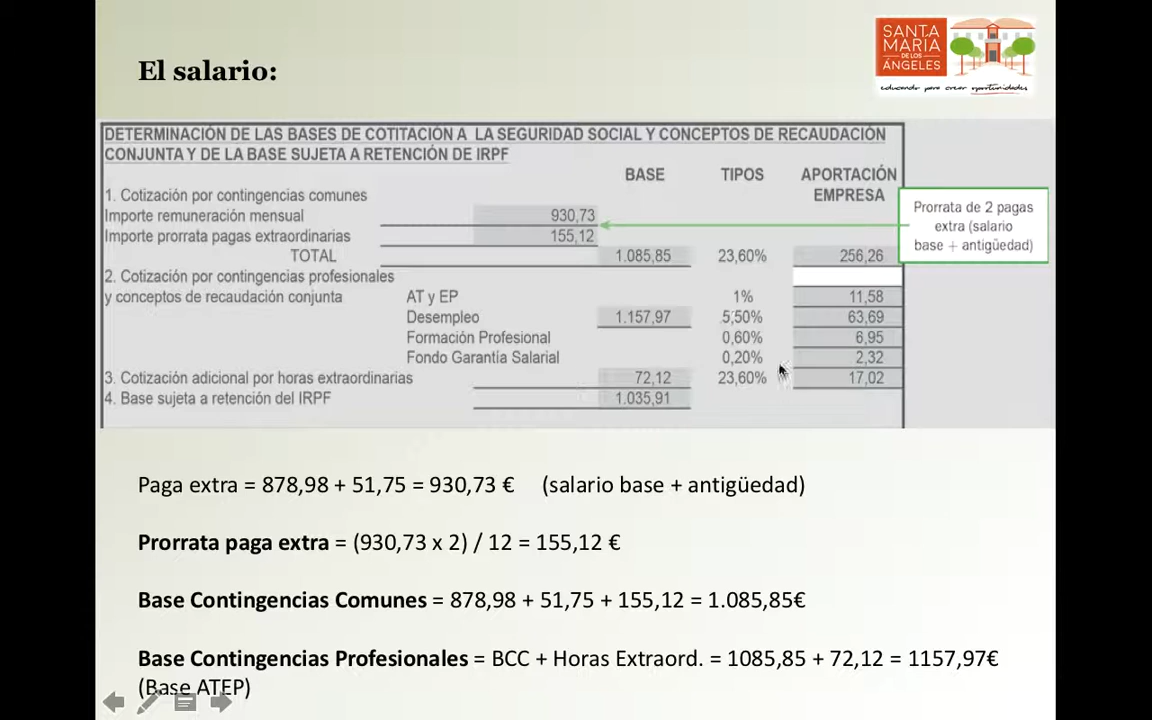 El salario:
SANTA
MARÍA
DE LOS
ÁNGELES
educando para crear oportunidades
DETERMINACIÓN DE LAS BASES DE COTITACIÓN A LA SEGURIDAD SOCIAL Y CONCEPTOS DE RECAUDACIÓN
CONJUNTA Y DE LA BASE SUJETA A RETENCIÓN DE IRPF
BASE TIPOS APORTACIÓN
EMPRESA
1. Cotización por contingencias comunes
Importe remuneración mensual 930,73
Importe prorrata pagas extraordinarias 155,12
TOTAL 1.085,85 23,60% 256,26
2. Cotización por contingencias profesionales
y conceptos de recaudación conjunta AT y EP 1% 11,58
Desempleo 1.157,97 5,50% 63,69
Formación Profesional 0,60% 6,95
Fondo Garantía Salarial 0,20% 2,32
3. Cotización adicional por horas extraordinarias 72,12 23,60% 17,02
4. Base sujeta a retención del IRPF 1.035,91
Prorrata de 2 pagas
extra (salario
base + antigüedad)
Paga extra = 878,98 + 51,75 = 930,73 € (salario base + antigüedad)
Prorrata paga extra = (930,73 x 2) / 12 = 155,12 €
Base Contingencias Comunes = 878,98 + 51,75 + 155,12 = 1.085,85€
Base Contingencias Profesionales = BCC + Horas Extraord. = 1085,85 + 72,12 = 1157,97€
(Base ATEP)